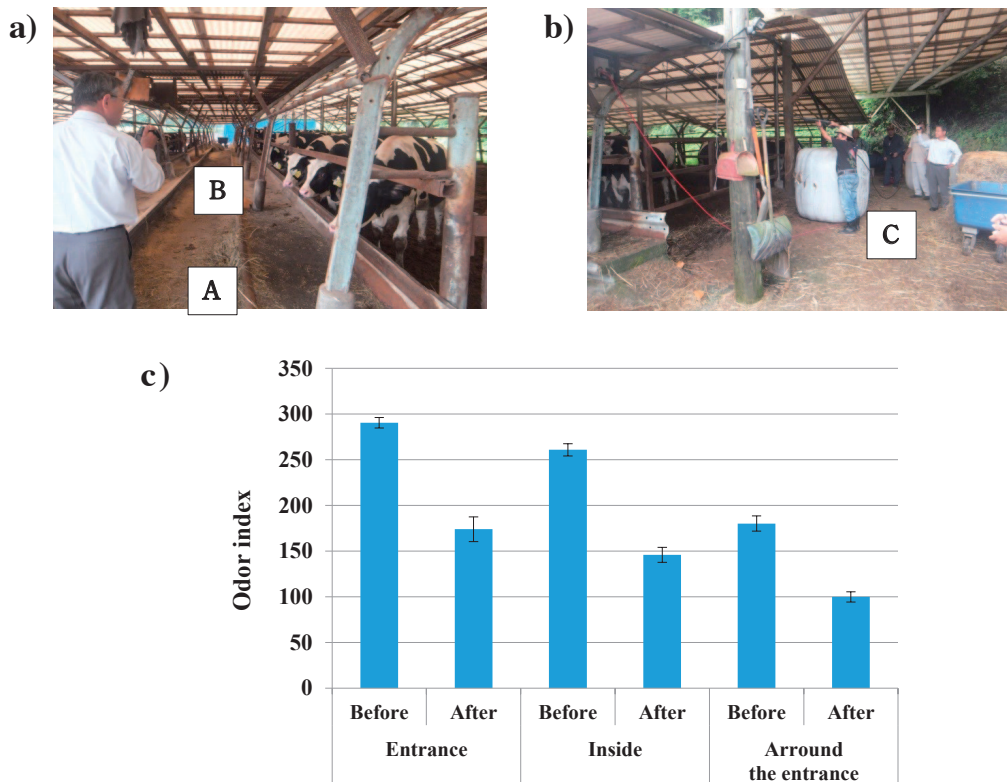 a)
b)
B
A
C
c)
Odor index
350
300
250
200
150
100
50
0
Before After Before After Before After
Entrance Inside Arround
the entrance